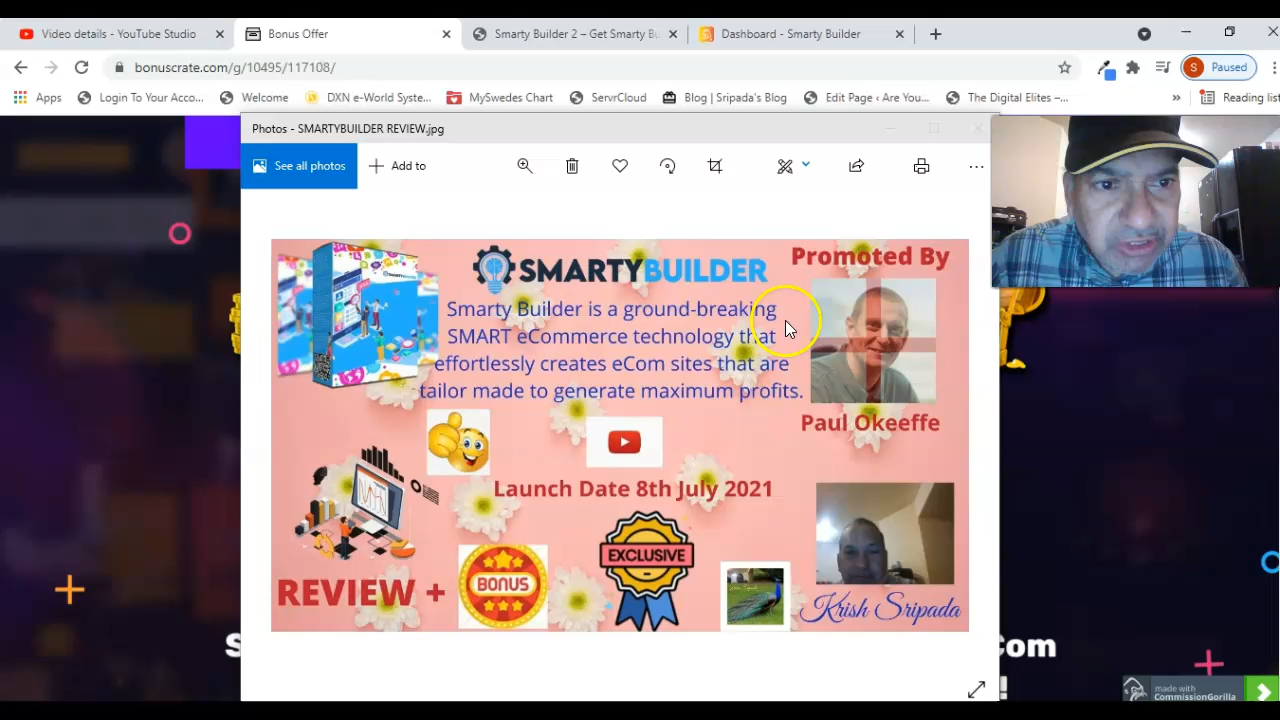 Video details - YouTube Studio
Bonus Offer
Smarty Builder 2 – Get Smarty Bu
Dashboard - Smarty Builder
bonuscrate.com/g/10495/117108/
S Paused
Apps
Login To Your Acco...
Welcome
DXN e-World Syste...
MySwedes Chart
ServrCloud
Blog | Sripada's Blog
Edit Page ‹ Are You...
The Digital Elites –...
Reading list
Photos - SMARTYBUILDER REVIEW.jpg
See all photos
Add to
SMARTYBUILDER
Promoted By
Smarty Builder is a ground-breaking
SMART eCommerce technology that
effortlessly creates eCom sites that are
tailor made to generate maximum profits.
Paul Okeeffe
Launch Date 8th July 2021
EXCLUSIVE
REVIEW +
BONUS
Krish Sripada
S
Com
!
made with
CommissionGorilla